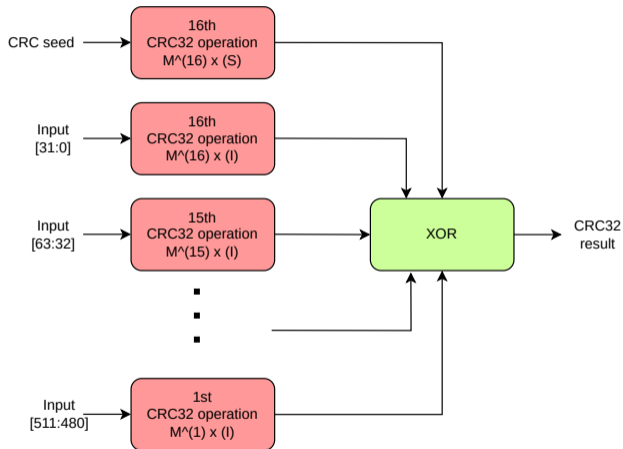 CRC seed
16th
CRC32 operation
M^(16) x (S)
Input
[31:0]
16th
CRC32 operation
M^(16) x (I)
Input
[63:32]
15th
CRC32 operation
M^(15) x (I)
XOR
CRC32
result
Input
[511:480]
1st
CRC32 operation
M^(1) x (I)